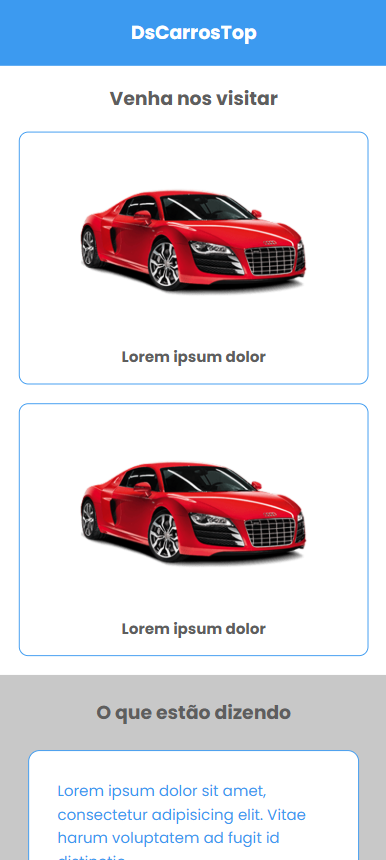 DsCarrosTop
Venha nos visitar
Lorem ipsum dolor
Lorem ipsum dolor
O que estão dizendo
Lorem ipsum dolor sit amet,
consectetur adipisicing elit. Vitae
harum voluptatem ad fugit id